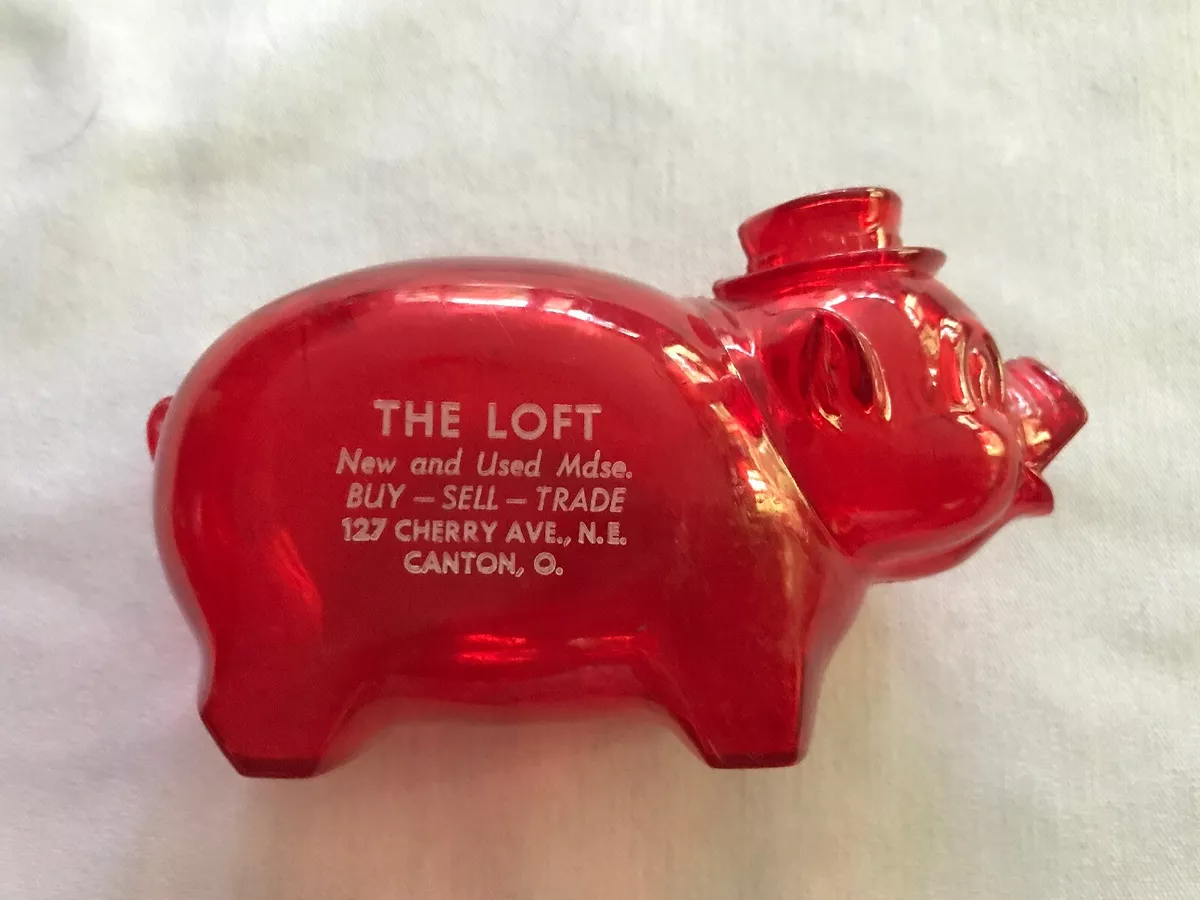 THE LOFT
New and Used Mdse.
BUY – SELL – TRADE
127 CHERRY AVE., N.E.
CANTON, O.